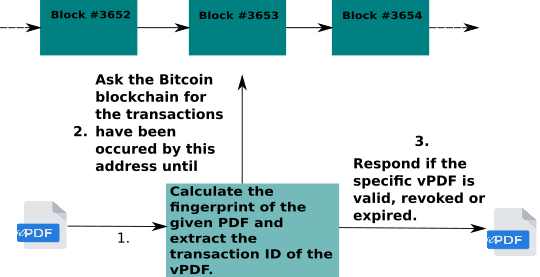 Block #3652
Block #3653
Block #3654
Ask the Bitcoin
blockchain for
the transactions
2. have been
occured by this
address until
3.
Respond if the
specific vPDF is
valid, revoked or
expired.
Calculate the
fingerprint of the
given PDF and
extract the
transaction ID of the
vPDF.
1.
vPDF
vPDF